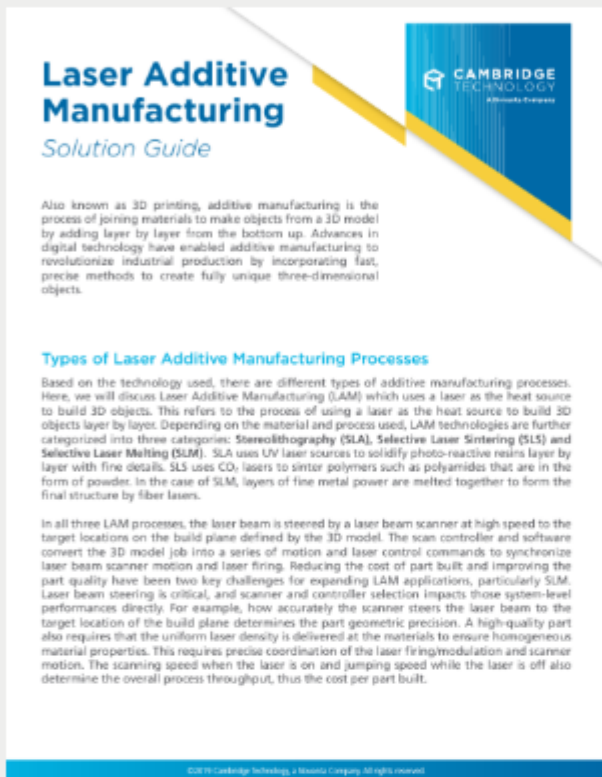 Laser Additive
Manufacturing
Solution Guide
CAMBRIDGE
TECHNOLOGY
A Novanta Company
Also known as 3D printing, additive manufacturing is the
process of joining materials to make objects from a 3D model
by adding layer by layer from the bottom up. Advances in
digital technology have enabled additive manufacturing to
revolutionize industrial production by incorporating fast,
precise methods to create fully unique three-dimensional
objects.
Types of Laser Additive Manufacturing Processes
Based on the technology used, there are different types of additive manufacturing processes.
Here, we will discuss Laser Additive Manufacturing (LAM) which uses a laser as the heat source
to build 3D objects. This refers to the process of using a laser as the heat source to build 3D
objects layer by layer. Depending on the material and process used, LAM technologies are further
categorized into three categories: Stereolithography (SLA), Selective Laser Sintering (SLS) and
Selective Laser Melting (SLM). SLA uses UV laser sources to solidify photo-reactive resins layer by
layer with fine details. SLS uses CO₂ lasers to sinter polymers such as polyamides that are in the
form of powder. In the case of SLM, layers of fine metal power are melted together to form the
final structure by fiber lasers.
In all three LAM processes, the laser beam is steered by a laser beam scanner at high speed to the
target locations on the build plane defined by the 3D model. The scan controller and software
convert the 3D model job into a series of motion and laser control commands to synchronize
laser beam scanner motion and laser firing. Reducing the cost of part built and improving the
part quality have been two key challenges for expanding LAM applications, particularly SLM.
Laser beam steering is critical, and scanner and controller selection impacts those system-level
performances directly. For example, how accurately the scanner steers the laser beam to the
target location of the build plane determines the part geometric precision. A high-quality part
also requires that the uniform laser density is delivered at the materials to ensure homogeneous
material properties. This requires precise coordination of the laser firing/modulation and scanner
motion. The scanning speed when the laser is on and jumping speed while the laser is off also
determine the overall process throughput, thus the cost per part built.
©2019 Cambridge Technology, a Novanta Company. All rights reserved.